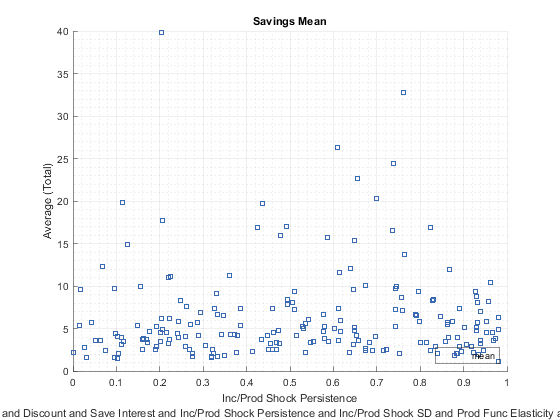 Savings Mean
40
35
30
25
20
15
10
5
0
Average (Total)
mean
0 0.1 0.2 0.3 0.4 0.5 0.6 0.7 0.8 0.9 1
Inc/Prod Shock Persistence
and Discount and Save Interest and Inc/Prod Shock Persistence and Inc/Prod Shock SD and Prod Func Elasticity a